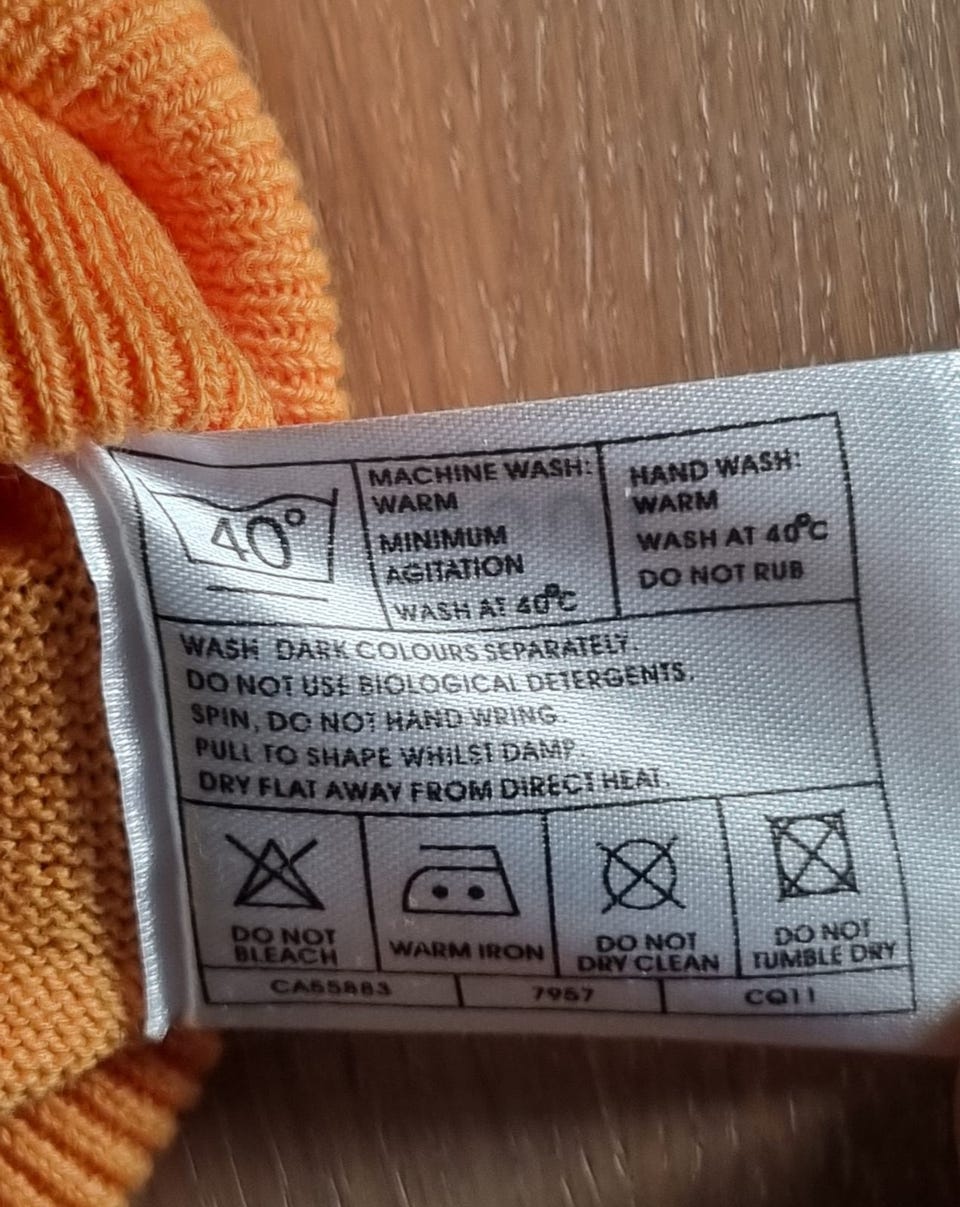 40°
MACHINE WASH:
WARM
MINIMUM
AGITATION
WASH AT 40°C
HAND WASH:
WARM
WASH AT 40°C
DO NOT RUB
WASH DARK COLOURS SEPARATELY.
DO NOT USE BIOLOGICAL DETERGENTS.
SPIN, DO NOT HAND WRING.
PULL TO SHAPE WHILST DAMP.
DRY FLAT AWAY FROM DIRECT HEAT.
DO NOT
BLEACH
WARM IRON
DO NOT
DRY CLEAN
DO NOT
TUMBLE DRY
7957
CQ11